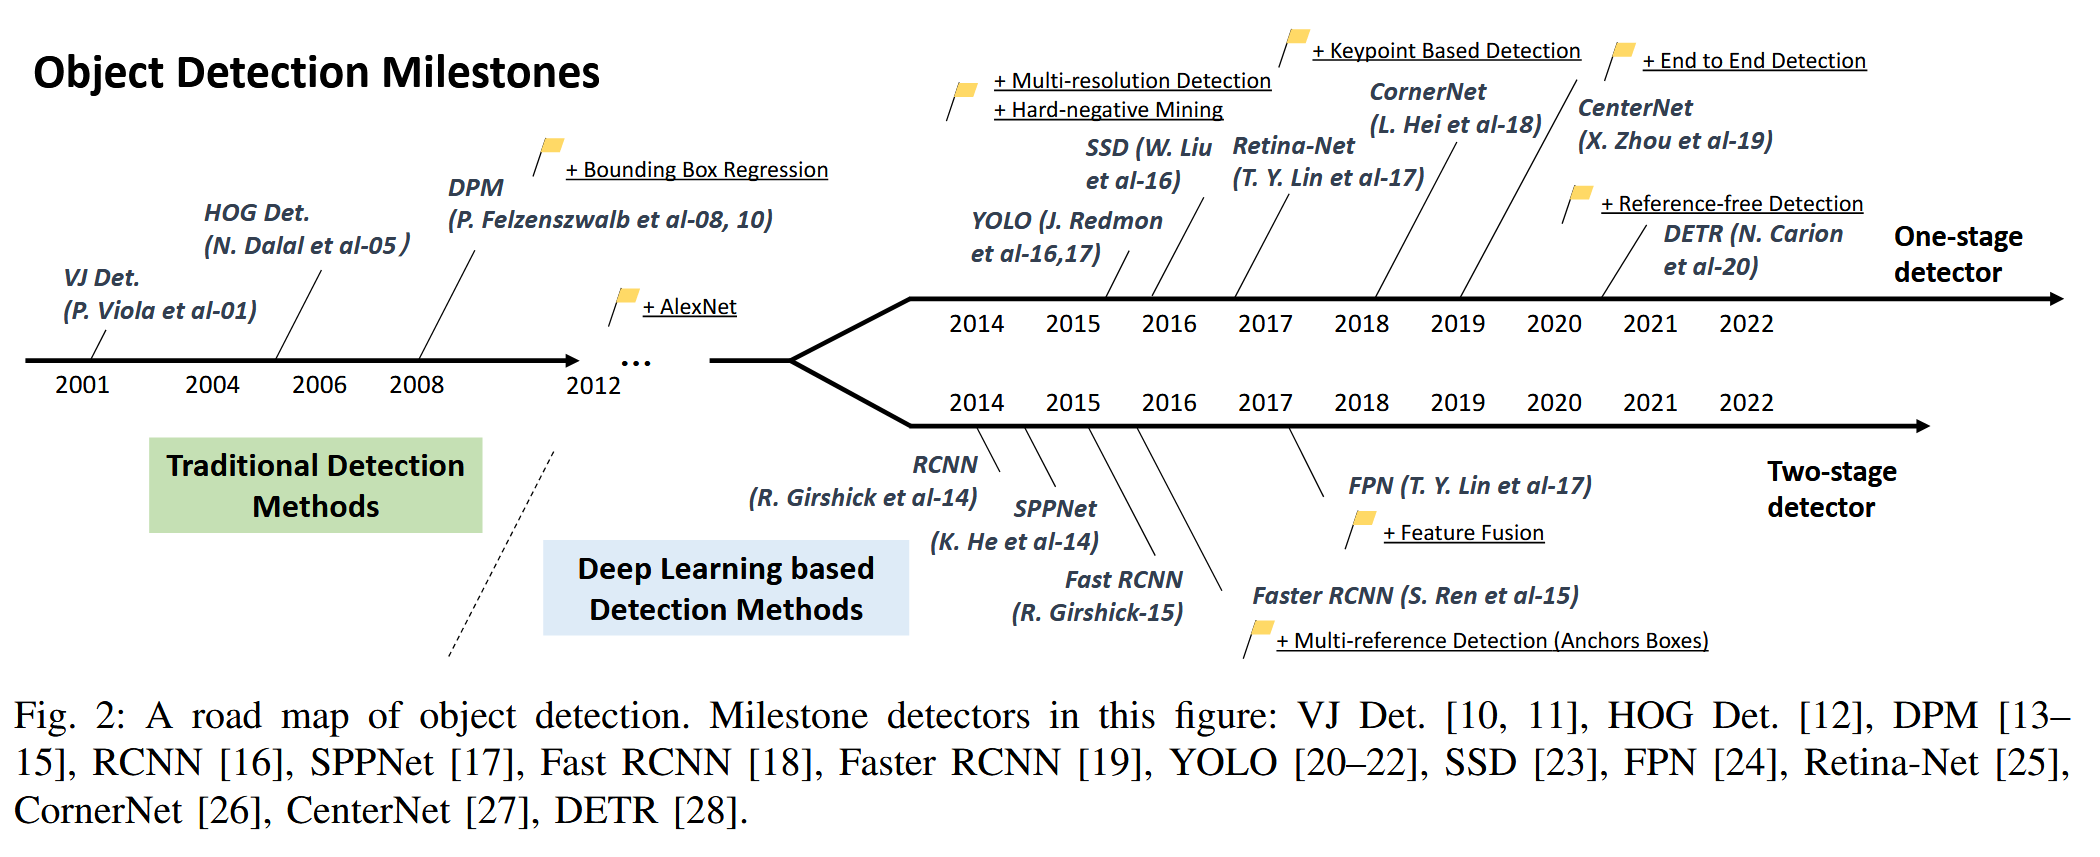 Object Detection Milestones
+ Keypoint Based Detection
+ End to End Detection
+ Multi-resolution Detection
+ Hard-negative Mining
CornerNet
(L. Hei et al-18)
CenterNet
(X. Zhou et al-19)
+ Bounding Box Regression
SSD (W. Liu
et al-16)
Retina-Net
(T. Y. Lin et al-17)
DPM
(P. Felzenszwalb et al-08, 10)
HOG Det.
(N. Dalal et al-05)
YOLO (J. Redmon
et al-16,17)
+ Reference-free Detection
DETR (N. Carion
et al-20)
One-stage
detector
VJ Det.
(P. Viola et al-01)
+ AlexNet
2014 2015 2016 2017 2018 2019 2020 2021 2022
...
2001 2004 2006 2008 2012
2014 2015 2016 2017 2018 2019 2020 2021 2022
Traditional Detection
Methods
RCNN
(R. Girshick et al-14)
SPPNet
(K. He et al-14)
FPN (T. Y. Lin et al-17)
+ Feature Fusion
Two-stage
detector
Deep Learning based
Detection Methods
Fast RCNN
(R. Girshick-15)
Faster RCNN (S. Ren et al-15)
+ Multi-reference Detection (Anchors Boxes)
Fig. 2: A road map of object detection. Milestone detectors in this figure: VJ Det. [10, 11], HOG Det. [12], DPM [13–
15], RCNN [16], SPPNet [17], Fast RCNN [18], Faster RCNN [19], YOLO [20–22], SSD [23], FPN [24], Retina-Net [25],
CornerNet [26], CenterNet [27], DETR [28].